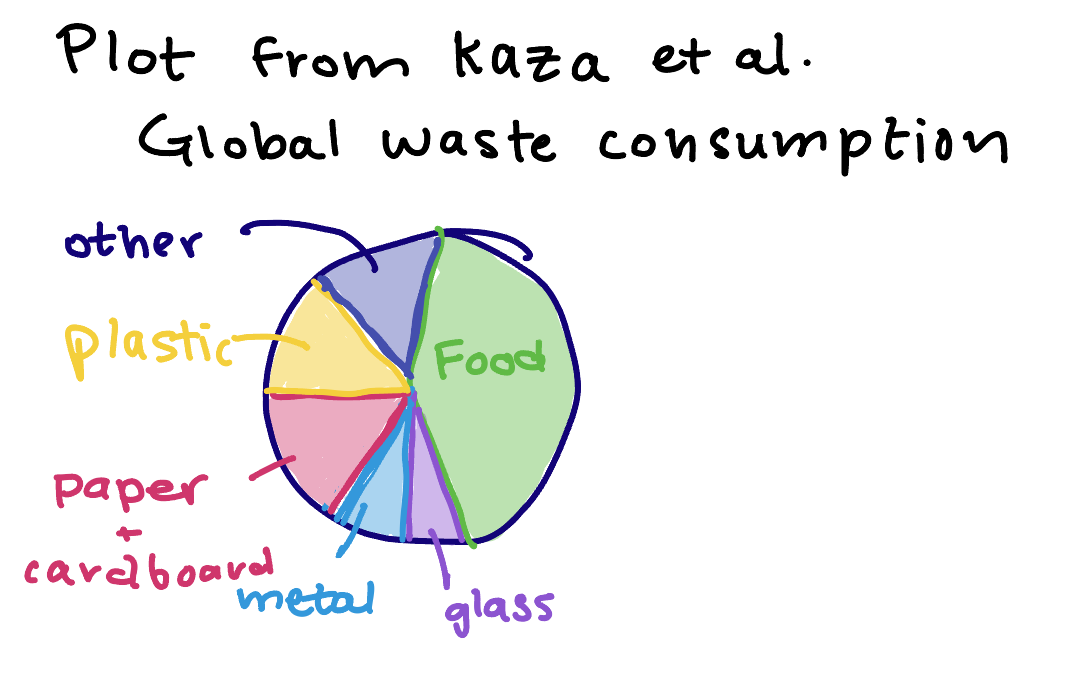 Plot from Kaza et al.
Global waste consumption
other
plastic
Food
paper
+
cardboard
metal
glass